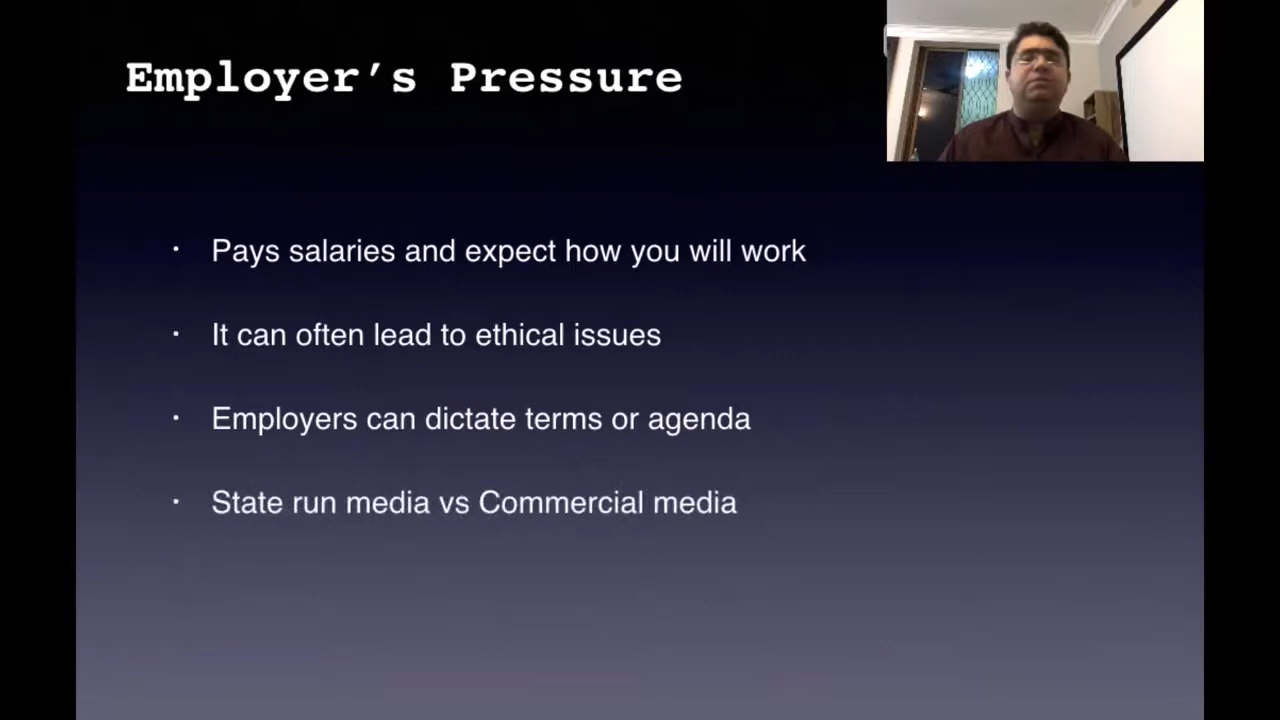 Employer’s Pressure
• Pays salaries and expect how you will work
• It can often lead to ethical issues
• Employers can dictate terms or agenda
• State run media vs Commercial media